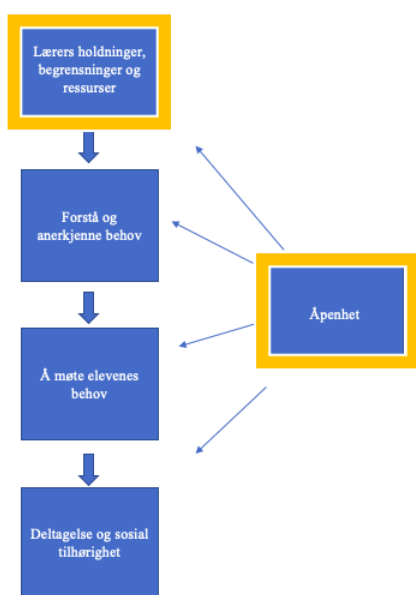 Lærers holdninger,
begrensninger og
ressurser
Forstå og
anerkjenne behov
Åpenhet
Å møte elevenes
behov
Deltagelse og sosial
tilhørighet